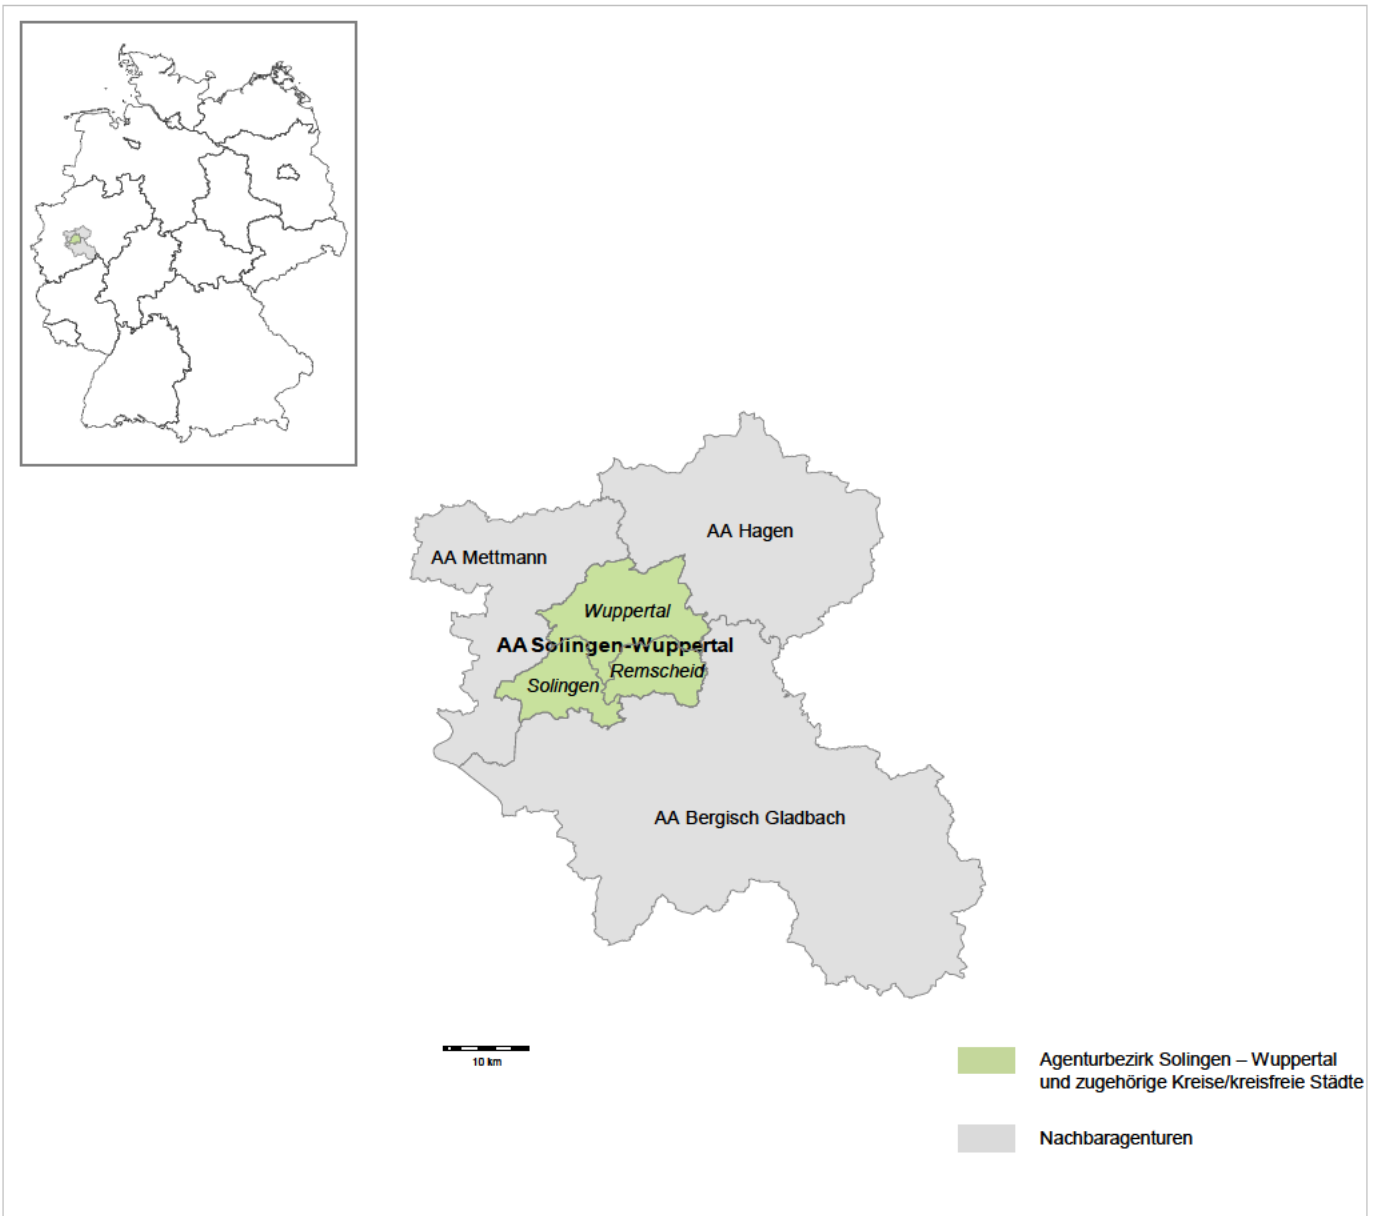 AA Hagen
AA Mettmann
Wuppertal
AA Solingen-Wuppertal
Remscheid
Solingen
AA Bergisch Gladbach
10 km
Agenturbezirk Solingen – Wuppertal
und zugehörige Kreise/kreisfreie Städte
Nachbaragenturen